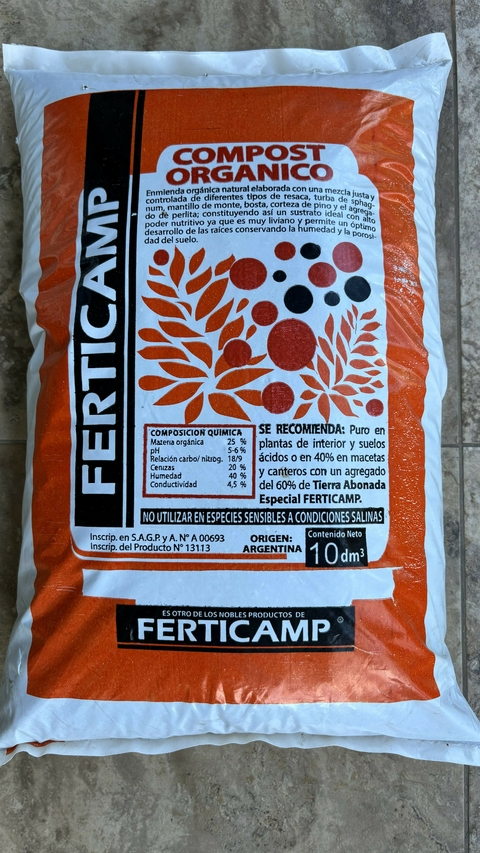 COMPOST
ORGANICO
Enmienda orgánica natural elaborada con una mezcla justa y
controlada de diferentes tipos de resaca, turba de sphag-
num, mantillo de monte, bosta, corteza de pino y el agrega-
do de perlita; constituyendo así un sustrato ideal con alto
poder nutritivo ya que es muy liviano y permite un óptimo
desarrollo de las raíces conservando la humedad y la porosi-
dad del suelo.
FERTICAMP
COMPOSICION QUIMICA
Materia orgánica 25 %
pH 5-6 %
Relación carbo/ nitrog. 18/9
Cenizas 20 %
Humedad 40 %
Conductividad 4,5 %
SE RECOMIENDA: Puro en
plantas de interior y suelos
ácidos o en 40% en macetas
y canteros con un agregado
del 60% de Tierra Abonada
Especial FERTICAMP.
NO UTILIZAR EN ESPECIES SENSIBLES A CONDICIONES SALINAS
Inscrip. en S.A.G.P. y A. N° A 00693
Inscrip. del Producto N° 13113
ORIGEN:
ARGENTINA
Contenido Neto
10 dm³
ES OTRO DE LOS NOBLES PRODUCTOS DE
FERTICAMP®